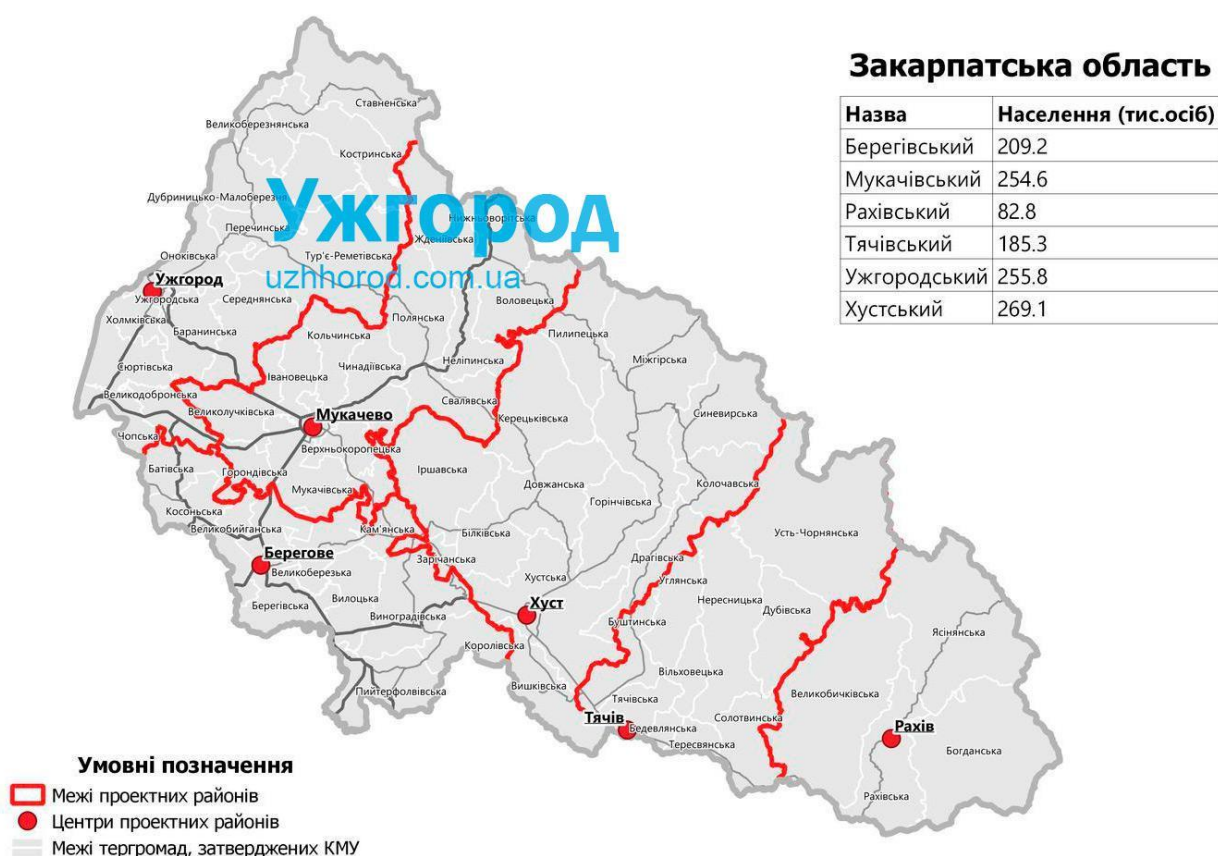 Закарпатська область
Назва Населення (тис.осіб)
Берегівський 209.2
Мукачівський 254.6
Рахівський 82.8
Тячівський 185.3
Ужгородський 255.8
Хустський 269.1
Ставненська
Великоберезнянська
Костринська
Дубриницько-Малоберезня
Ужгород
Нижньоворітська
Перечинська
Жденіївська
Тур'є-Реметівська
Оноківська
uzhhorod.com.ua
Ужгород
Ужгородська
Середнянська
Воловецька
Холмківська
Полянська
Баранинська
Кольчинська
Пилипецька
Сюртівська
Чинадіївська
Неліпинська
Міжгірська
Івановецька
Великодобронська
Свалявська
Великолучківська
Мукачево
Керецьківська
Синевирська
Чопська
Верхньокоропецька
Батівська
Горондівська
Іршавська
Довжанська
Колочавська
Мукачівська
Горінчівська
Косоньська
Великобийганська
Кам'янська
Білківська
Усть-Чорнянська
Берегове
Зарічанська
Драгівська
Великоберезька
Хустська
Углянська
Вилоцька
Нересницька
Дубівська
Берегівська
Хуст
Виноградівська
Буштинська
Ясінянська
Королівська
Вільховецька
Вишківська
Пийтерфолвівська
Тячівська
Великобичківська
Тячів
Солотвинська
Бедевлянська
Рахів
Тересвянська
Богданська
Рахівська
Умовні позначення
Межі проектних районів
Центри проектних районів
Межі тергромад, затверджених КМУ